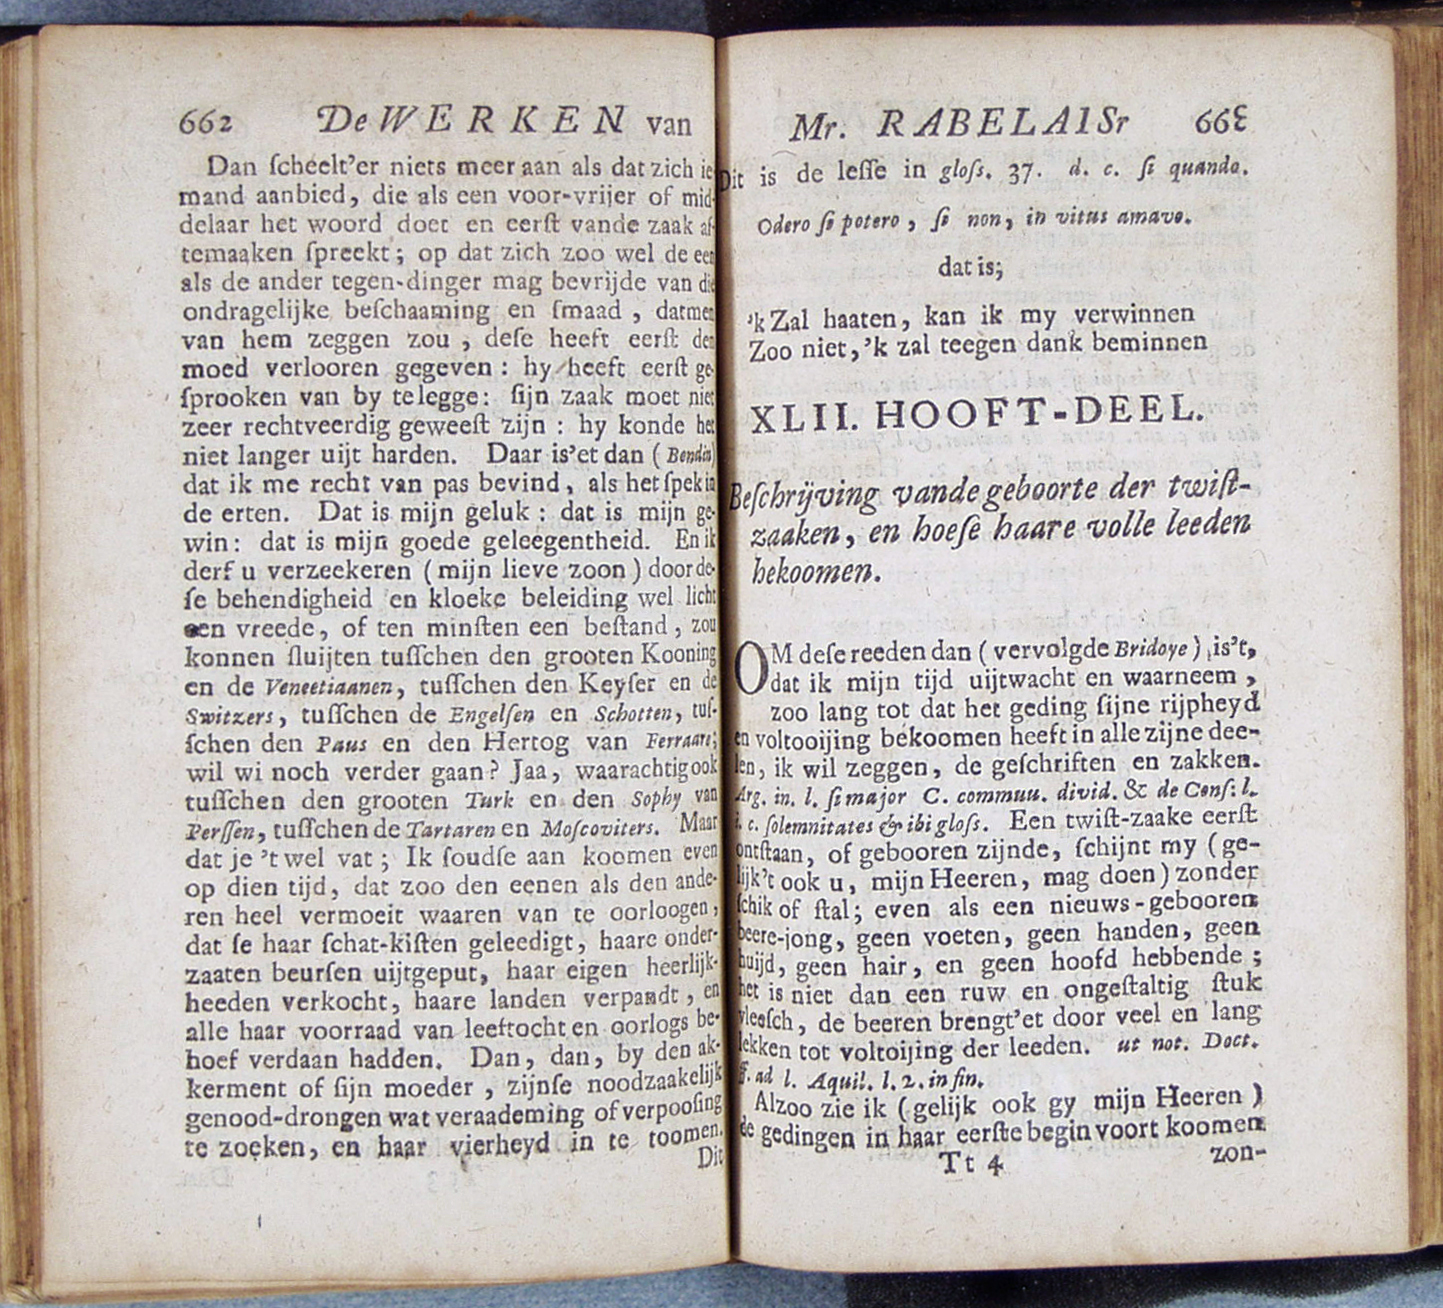 662 De WERKEN van
Dan ſcheelt'er niets meer aan als dat zich ie-
mand aanbied, die als een voor-vrijer of mid-
delaar het woord doet en eerſt vande zaak af-
temaaken ſpreekt; op dat zich zoo wel de een
als de ander tegen-dinger mag bevrijde van die
ondragelijke beſchaaming en ſmaad, datmen
van hem zeggen zou, deſe heeft eerſt den
moed verlooren gegeven: hy heeft eerſt ge-
ſprooken van by telegge: ſijn zaak moet niet
zeer rechtveerdig geweeſt zijn: hy konde het
niet langer uijt harden. Daar is'et dan (Dendin)
dat ik me recht van pas bevind, als het ſpek in
de erten. Dat is mijn geluk: dat is mijn ge-
win: dat is mijn goede geleegentheid. En ik
derf u verzeekeren (mijn lieve zoon) door de-
ſe behendigheid en kloeke beleiding wel licht
een vreede, of ten minſten een beſtand, zou
konnen ſluijten tuſſchen den grooten Kooning
en de Veneetiaanen, tuſſchen den Keyſer en de
Switzers, tuſſchen de Engelſen en Schotten, tuſ-
ſchen den Paus en den Hertog van Ferraare;
wil wi noch verder gaan? Jaa, waarachtig ook
tuſſchen den grooten Turk en den Sophy van
Perſſen, tuſſchen de Tartaren en Moſcoviters. Maar
dat je 't wel vat; Ik ſoudſe aan koomen even
op dien tijd, dat zoo den eenen als den ande-
ren heel vermoeit waaren van te oorloogen,
dat ſe haar ſchat-kiſten geleedigt, haare onder-
zaaten beurſen uijtgeput, haar eigen heerlijk-
heeden verkocht, haare landen verpandt, en
alle haar voorraad van leeftocht en oorlogs be-
hoef verdaan hadden. Dan, dan, by den ak-
kerment of ſijn moeder, zijnſe noodzaakelijk
genood-drongen wat veraademing of verpooſing
te zoeken, en haar vierheyd in te toomen.
Dit
Mr. RABELAISr 663
Dit is de leſſe in gloſs. 37. d. c. ſi quando.
Odero ſi potero, ſi non, in vitus amavo.
dat is;
'k Zal haaten, kan ik my verwinnen
Zoo niet, 'k zal teegen dank beminnen
XLII. HOOFT-DEEL.
Beſchrijving vande geboorte der twiſt-
zaaken, en hoeſe haare volle leeden
bekoomen.
OM deſe reeden dan (vervolgde Bridoye) is't,
dat ik mijn tijd uijtwacht en waarneem,
zoo lang tot dat het geding ſijne rijpheyd
en voltooijing bekoomen heeft in alle zijne dee-
len, ik wil zeggen, de geſchriften en zakken.
Arg. in. l. ſi major C. commuu. divid. & de Conſ: l.
i. c. ſolemnitates & ibi gloſs. Een twiſt-zaake eerſt
ontſtaan, of gebooren zijnde, ſchijnt my (ge-
lijk't ook u, mijn Heeren, mag doen) zonder
ſchik of ſtal; even als een nieuws-gebooren
beere-jong, geen voeten, geen handen, geen
huijd, geen hair, en geen hoofd hebbende;
het is niet dan een ruw en ongeſtaltig ſtuk
vleeſch, de beeren brengt'et door veel en lang
lekken tot voltoijing der leeden. ut not. Doct.
ff. ad l. Aquil. l. 2. in fin.
Alzoo zie ik (gelijk ook gy mijn Heeren)
de gedingen in haar eerſte begin voort koomen
Tt 4 zon-